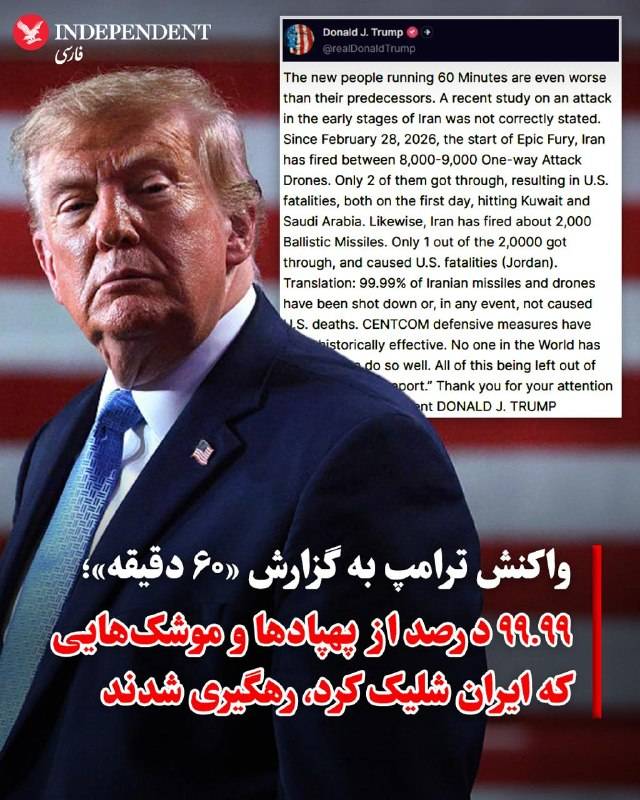 INDEPENDENT
فارسی
Donald J. Trump
@realDonaldTrump
The new people running 60 Minutes are even worse
than their predecessors. A recent study on an attack
in the early stages of Iran was not correctly stated.
Since February 28, 2026, the start of Epic Fury, Iran
has fired between 8,000-9,000 One-way Attack
Drones. Only 2 of them got through, resulting in U.S.
fatalities, both on the first day, hitting Kuwait and
Saudi Arabia. Likewise, Iran has fired about 2,000
Ballistic Missiles. Only 1 out of the 2,0000 got
through, and caused U.S. fatalities (Jordan).
Translation: 99.99% of Iranian missiles and drones
have been shot down or, in any event, not caused
U.S. deaths. CENTCOM defensive measures have
historically effective. No one in the World has
do so well. All of this being left out of
port.” Thank you for your attention
nt DONALD J. TRUMP
واکنش ترامپ به گزارش «۶۰ دقیقه»؛
۹۹.۹۹ درصد از پهپادها و موشک‌هایی
که ایران شلیک کرد، رهگیری شدند